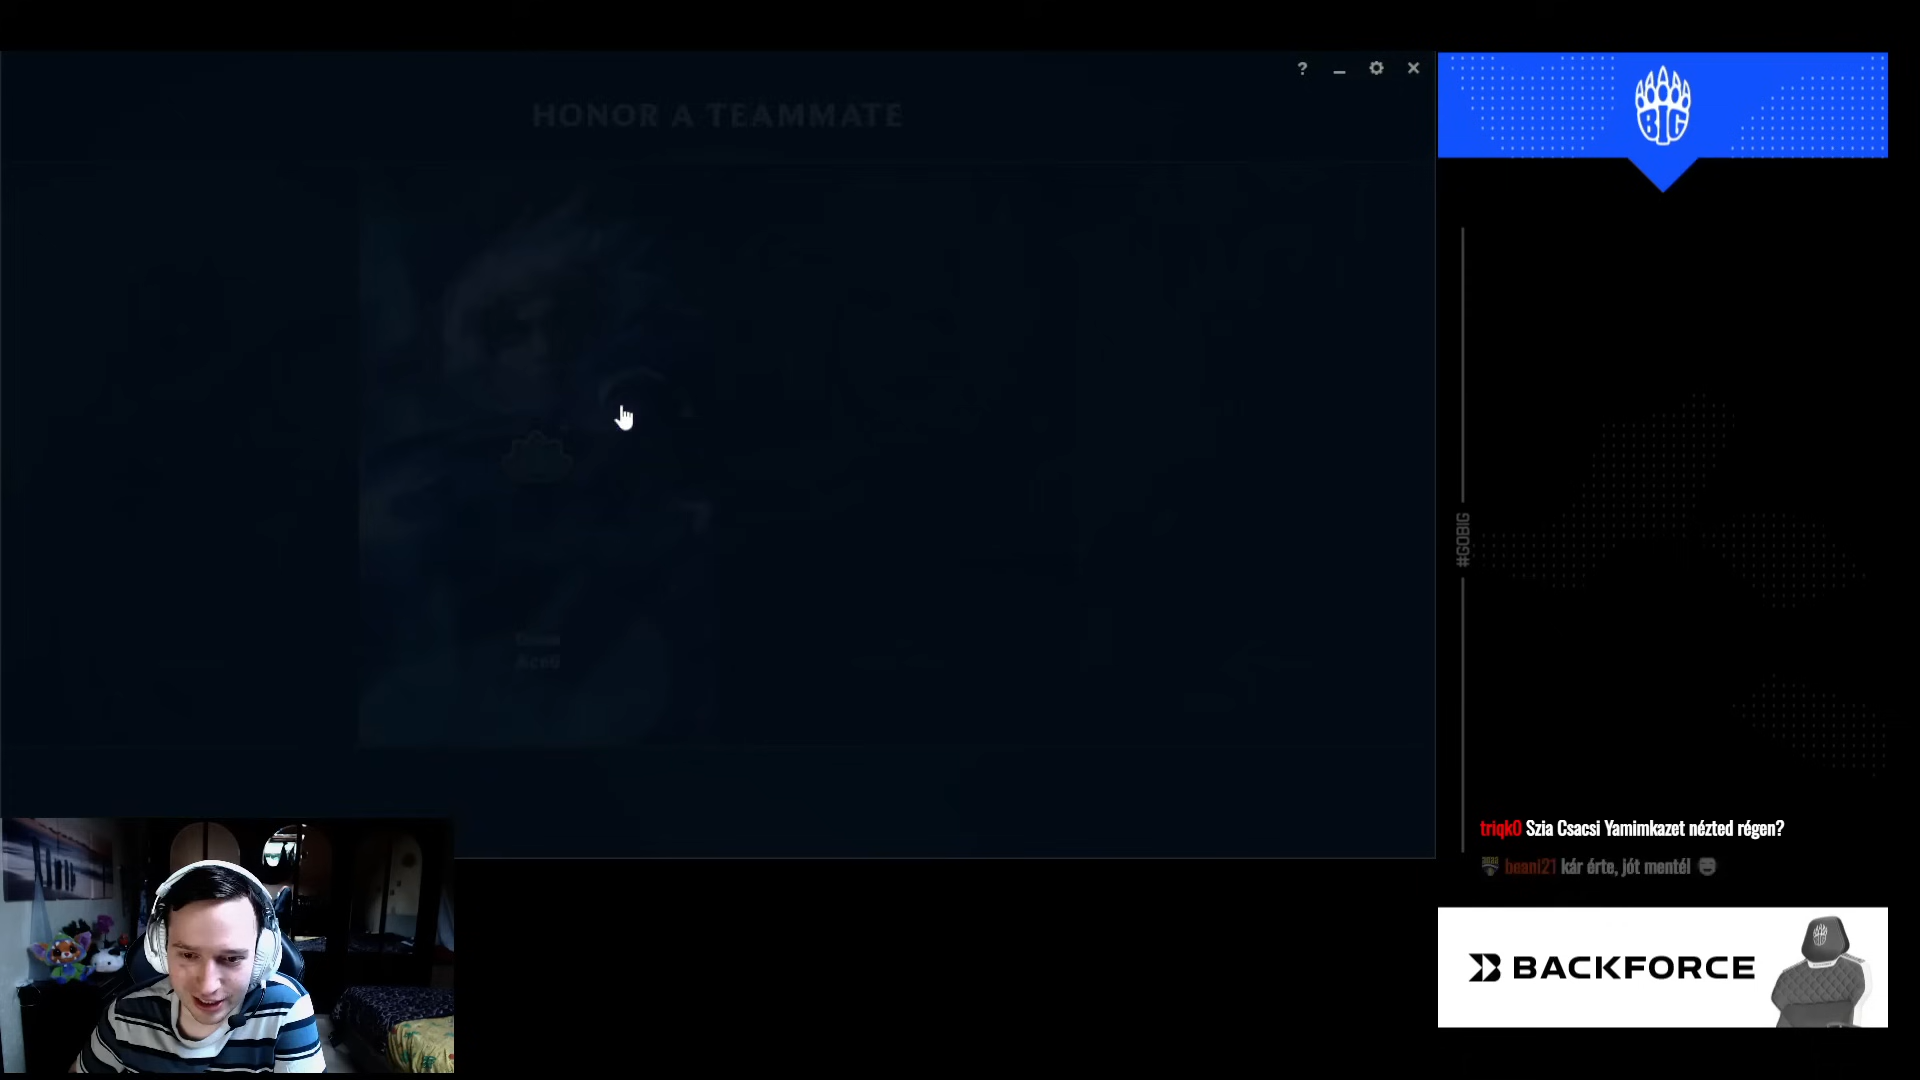 ?
HONOR A TEAMMATE
BIG
#GOBIG
triqk0 Szia Csacsi Yamimkazet nézted régen?
beani21 kár érte, jót mentél
BACKFORCE